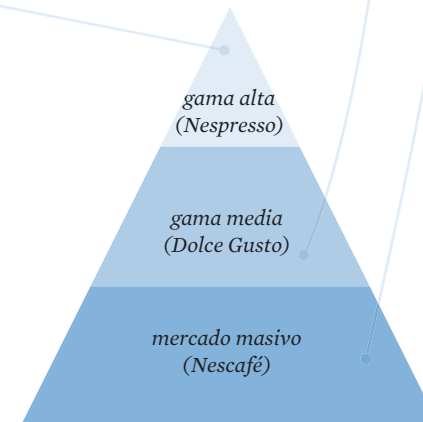 gama alta
(Nespresso)
gama media
(Dolce Gusto)
mercado masivo
(Nescafé)